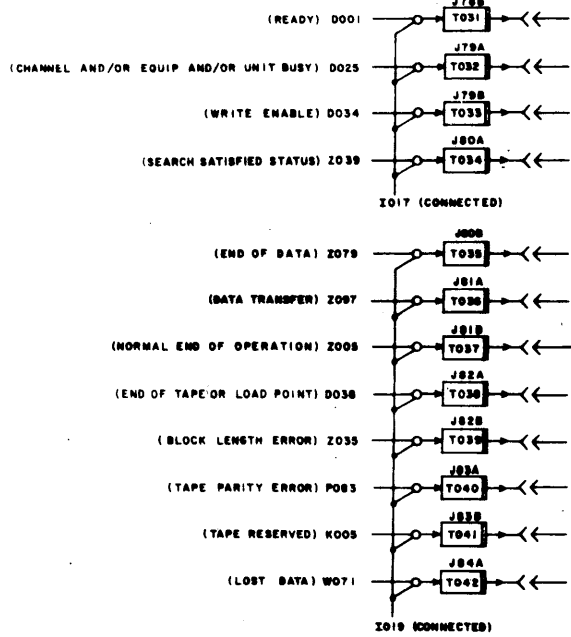 J78B
(READY) D001 T031
J79A
(CHANNEL AND/OR EQUIP AND/OR UNIT BUSY) D025 T032
J79B
(WRITE ENABLE) D034 T033
J80A
(SEARCH SATISFIED STATUS) Z039 T034
I017 (CONNECTED)
J80B
(END OF DATA) Z079 T035
J81A
(DATA TRANSFER) Z097 T036
J81B
(NORMAL END OF OPERATION) Z005 T037
J82A
(END OF TAPE OR LOAD POINT) D038 T038
J82B
(BLOCK LENGTH ERROR) Z035 T039
J83A
(TAPE PARITY ERROR) P083 T040
J83B
(TAPE RESERVED) K005 T041
J84A
(LOST DATA) W071 T042
I019 (CONNECTED)